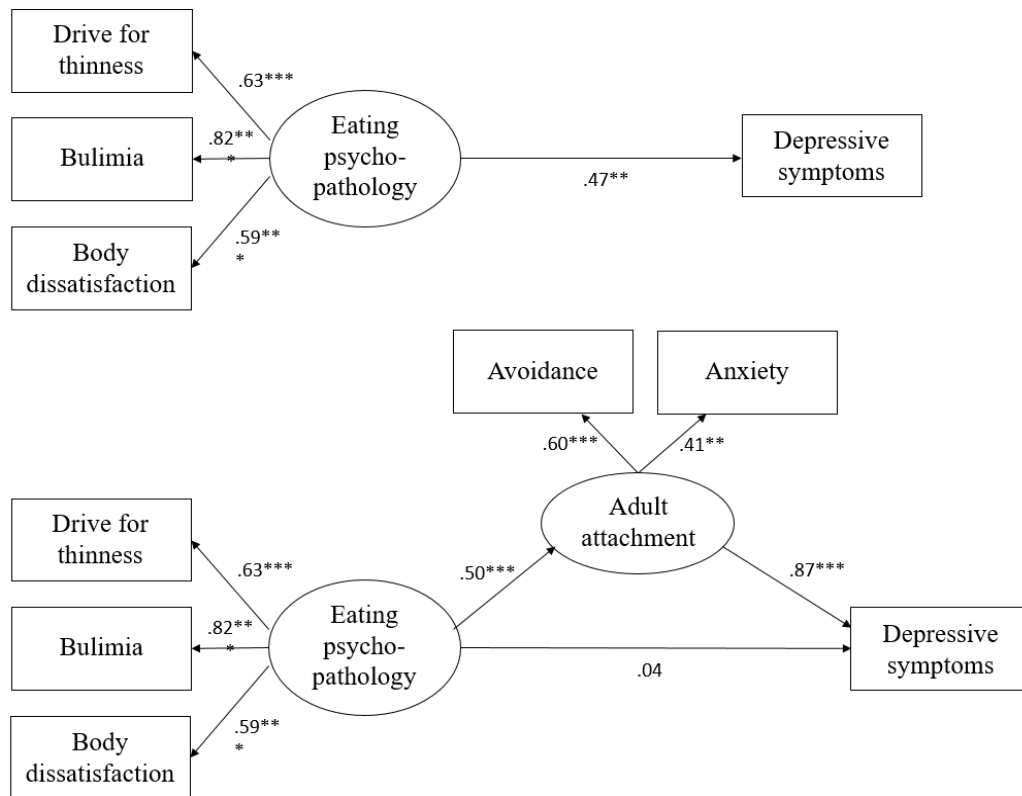 Drive for
thinness
.63***
Bulimia
.82**
*
Body
dissatisfaction
.59**
*
Eating
psycho-
pathology
.47**
Depressive
symptoms
Avoidance
Anxiety
.60***
.41**
Adult
attachment
Drive for
thinness
.63***
Bulimia
.82**
*
Body
dissatisfaction
.59**
*
Eating
psycho-
pathology
.50***
.87***
.04
Depressive
symptoms